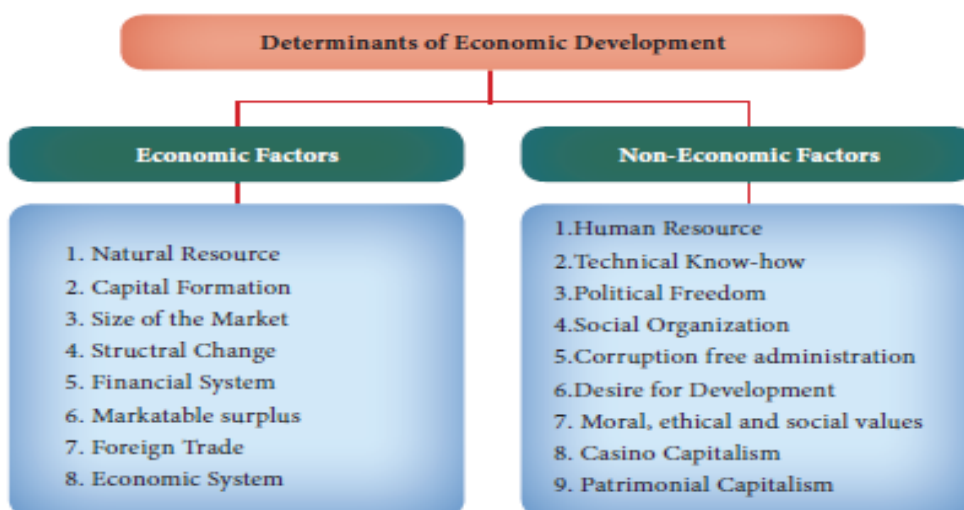 Determinants of Economic Development
Economic Factors
1. Natural Resource
2. Capital Formation
3. Size of the Market
4. Structral Change
5. Financial System
6. Markatable surplus
7. Foreign Trade
8. Economic System
Non-Economic Factors
1.Human Resource
2.Technical Know-how
3.Political Freedom
4.Social Organization
5.Corruption free administration
6.Desire for Development
7. Moral, ethical and social values
8. Casino Capitalism
9. Patrimonial Capitalism